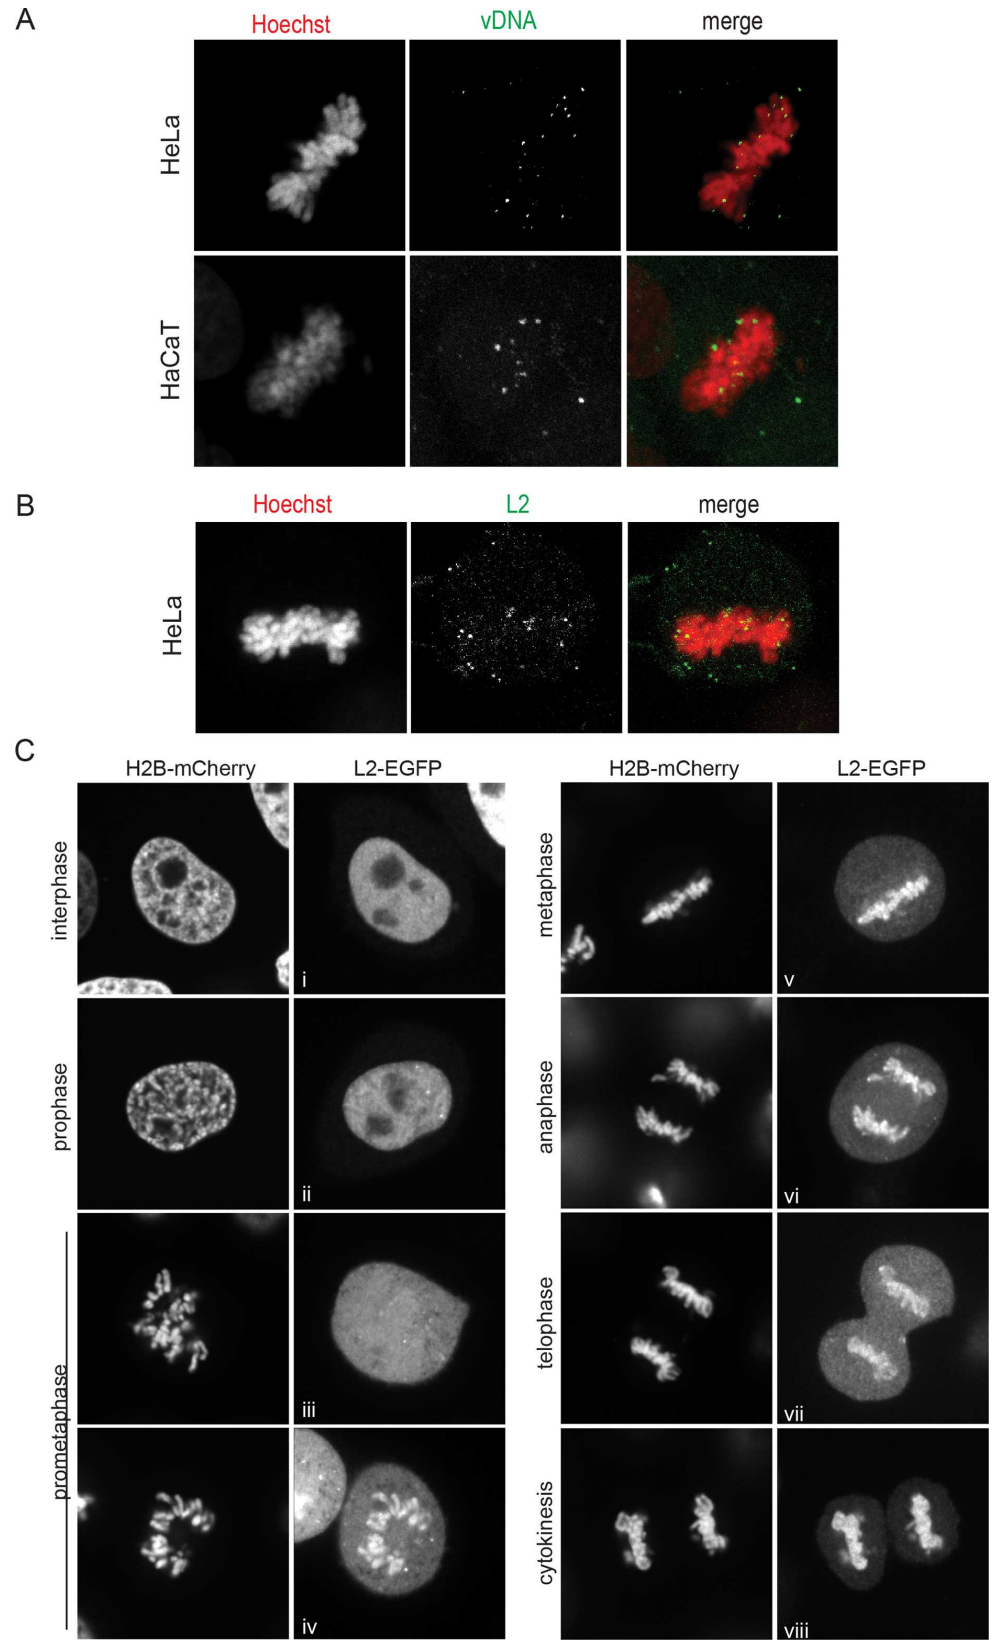 A
Hoechst vDNA merge
HeLa
HaCaT
B
Hoechst L2 merge
HeLa
C
H2B-mCherry L2-EGFP H2B-mCherry L2-EGFP
interphase
i
metaphase
v
prophase
ii
anaphase
vi
prometaphase
iii
telophase
vii
iv
cytokinesis
viii